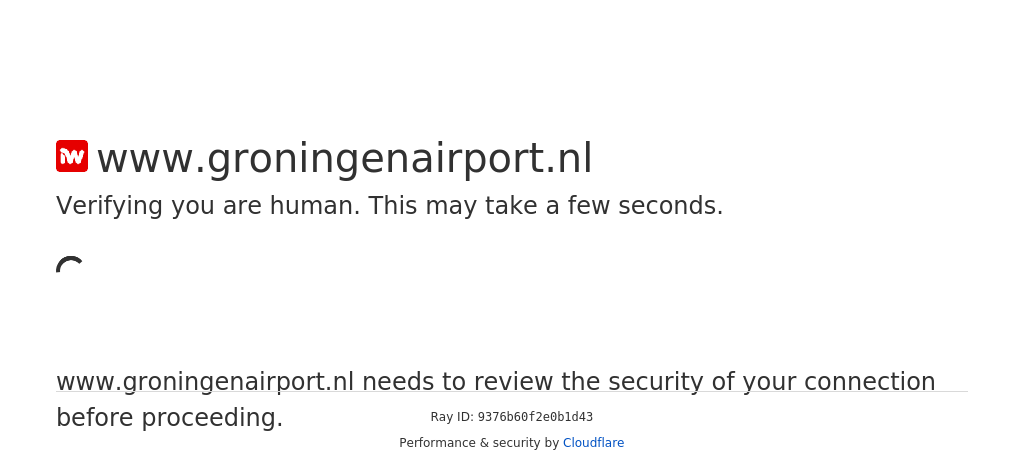 www.groningenairport.nl
Verifying you are human. This may take a few seconds.
www.groningenairport.nl needs to review the security of your connection
before proceeding.
Ray ID: 9376b60f2e0b1d43
Performance & security by Cloudflare